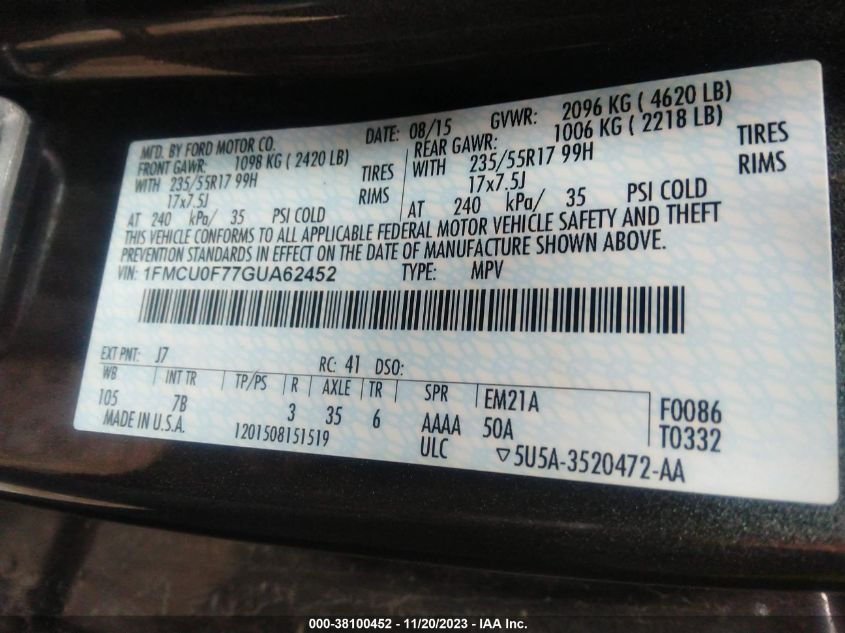 MFD. BY FORD MOTOR CO. DATE: 08/15 GVWR: 2096 KG ( 4620 LB)
FRONT GAWR: 1098 KG ( 2420 LB) REAR GAWR: 1006 KG ( 2218 LB)
WITH 235/55R17 99H TIRES WITH 235/55R17 99H TIRES
17x7.5J RIMS 17x7.5J RIMS
AT 240 kPa/ 35 PSI COLD AT 240 kPa/ 35 PSI COLD
THIS VEHICLE CONFORMS TO ALL APPLICABLE FEDERAL MOTOR VEHICLE SAFETY AND THEFT
PREVENTION STANDARDS IN EFFECT ON THE DATE OF MANUFACTURE SHOWN ABOVE.
VIN: 1FMCU0F77GUA62452 TYPE: MPV
EXT PNT: J7 RC: 41 DSO:
WB INT TR TP/PS R AXLE TR SPR EM21A F0086
105 7B 3 35 6 AAAA 50A T0332
MADE IN U.S.A. 1201508151519 ULC ▽5U5A-3520472-AA
000-38100452 - 11/20/2023 - IAA Inc.